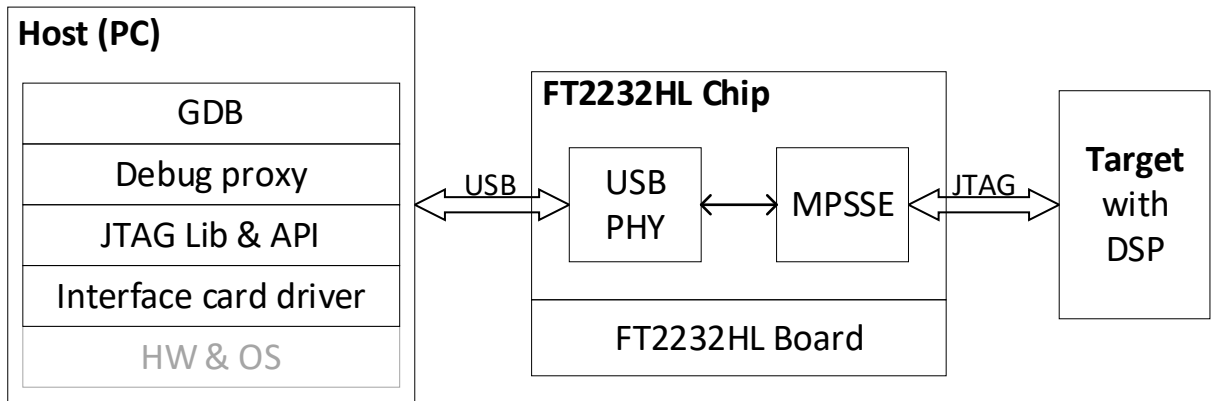 Host (PC)
GDB
Debug proxy
JTAG Lib & API
Interface card driver
HW & OS
USB
FT2232HL Chip
USB
PHY
MPSSE
FT2232HL Board
JTAG
Target
with
DSP